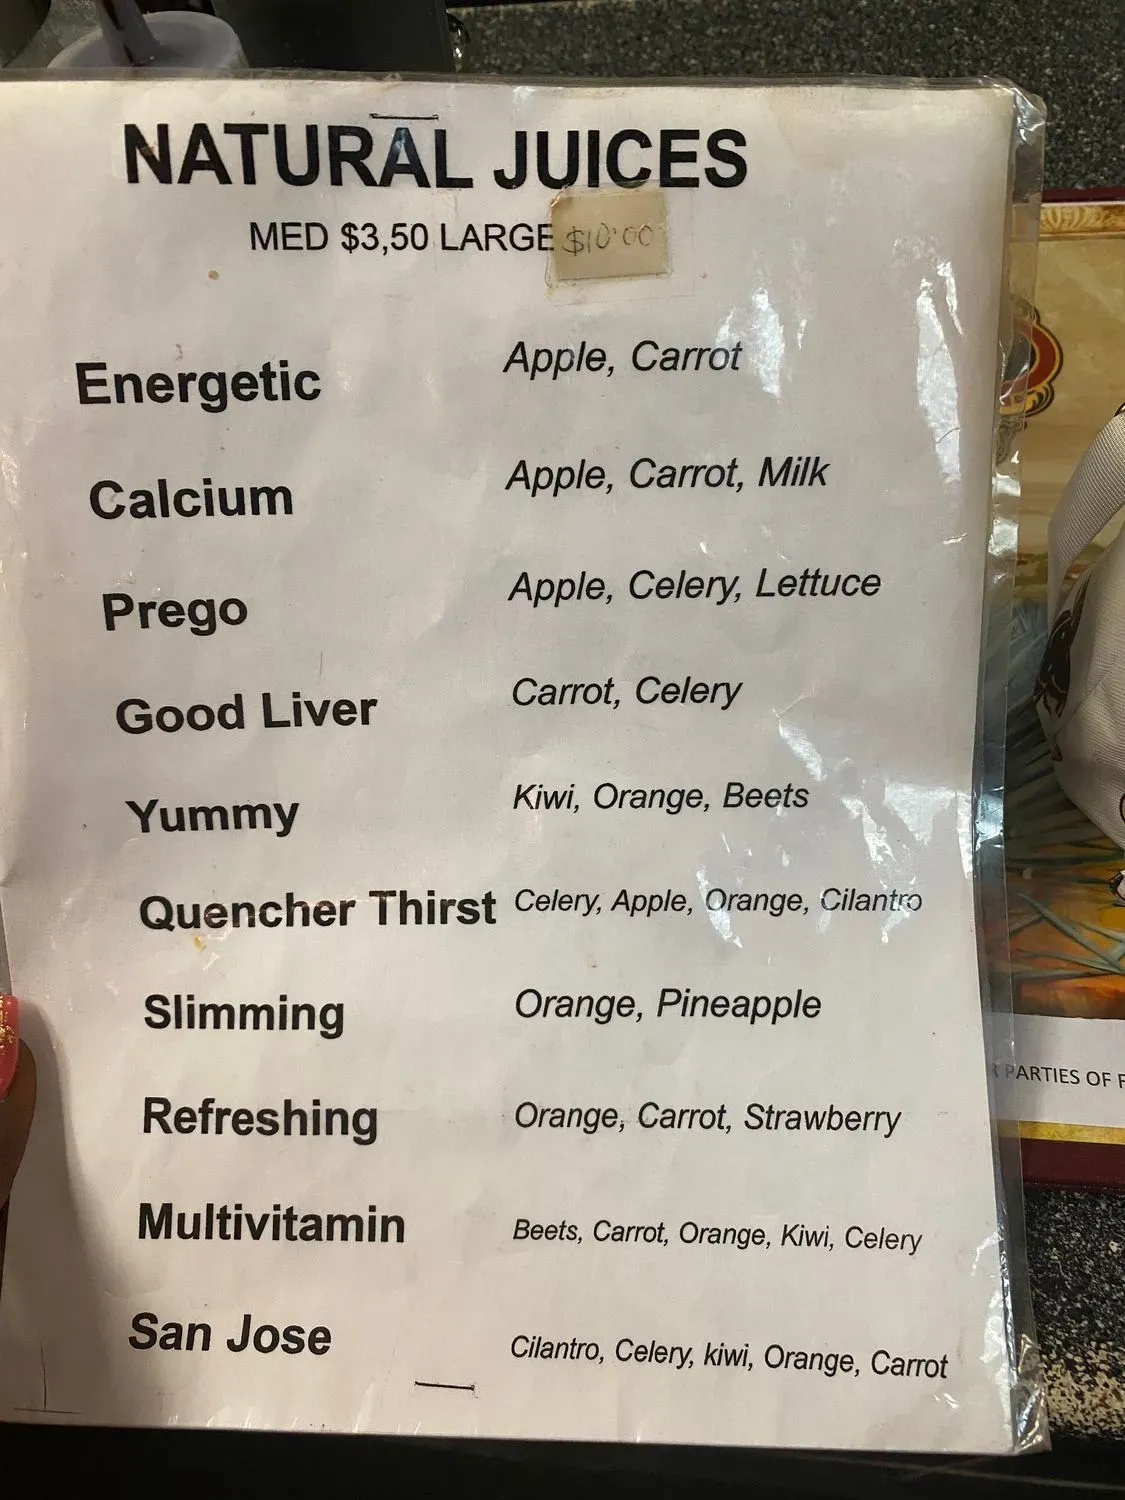 NATURAL JUICES
MED $3,50 LARGE $10.00
Energetic Apple, Carrot
Calcium Apple, Carrot, Milk
Prego Apple, Celery, Lettuce
Good Liver Carrot, Celery
Yummy Kiwi, Orange, Beets
Quencher Thirst Celery, Apple, Orange, Cilantro
Slimming Orange, Pineapple
Refreshing Orange, Carrot, Strawberry
Multivitamin Beets, Carrot, Orange, Kiwi, Celery
San Jose Cilantro, Celery, kiwi, Orange, Carrot
PARTIES OF